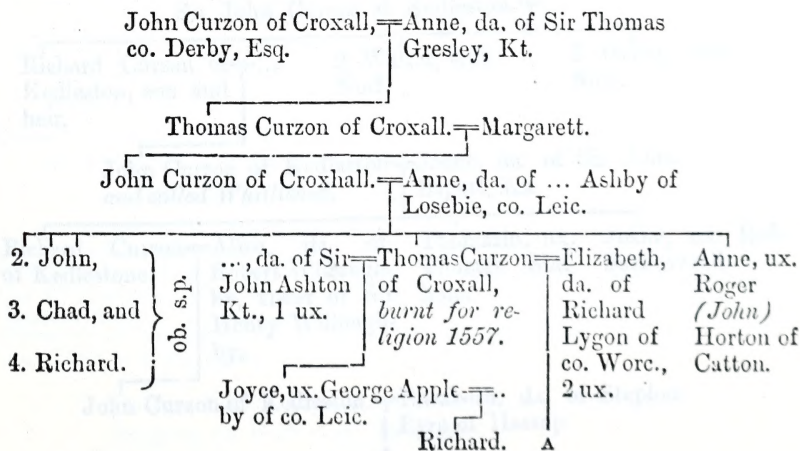 John Curzon of Croxall,
co. Derby, Esq.
Anne, da. of Sir Thomas
Gresley, Kt.
Thomas Curzon of Croxall.
Margarett.
John Curzon of Croxhall.
Anne, da. of ... Ashby of
Losebie, co. Leic.
2. John,
3. Chad, and
4. Richard.
ob. s.p.
..., da. of Sir
John Ashton
Kt., 1 ux.
Thomas Curzon
of Croxall,
burnt for re-
ligion 1557.
Elizabeth,
da. of
Richard
Lygon of
co. Worc.,
2 ux.
Anne, ux.
Roger
(John)
Horton of
Catton.
Joyce, ux. George Apple-
by of co. Leic.
...
Richard.
A